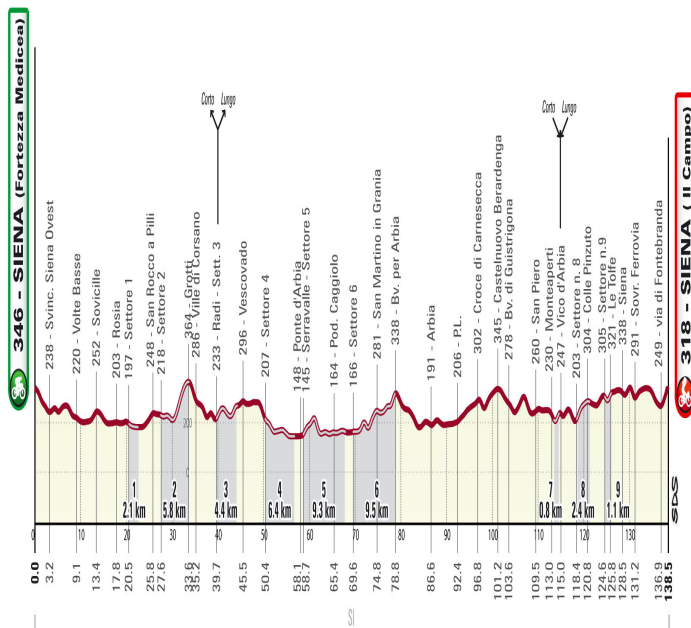 346 - SIENA (Fortezza Medicea)
238 - Svinc. Siena Ovest
220 - Volte Basse
252 - Sovicille
203 - Rosia
197 - Settore 1
248 - San Rocco a Pilli
218 - Settore 2
364 - Grotti
286 - Ville di Corsano
233 - Radi - Sett. 3
296 - Vescovado
207 - Settore 4
148 - Ponte d'Arbia
145 - Serravalle - Settore 5
164 - Pod. Caggiolo
166 - Settore 6
281 - San Martino in Grania
338 - Bv. per Arbia
191 - Arbia
206 - P.L.
302 - Croce di Carnesecca
345 - Castelnuovo Berardenga
278 - Bv. di Guistrigona
260 - San Piero
230 - Monteaperti
247 - Vico d'Arbia
203 - Settore n. 8
304 - Colle Pinzuto
305 - Settore n.9
321 - Le Tolfe
338 - Siena
291 - Sovr. Ferrovia
249 - via di Fontebranda
318 - SIENA ( Il Campo)
Corto Lungo
Corto Lungo
200
0
1
2.1 km
2
5.8 km
3
4.4 km
4
6.4 km
5
9.3 km
6
9.5 km
7
0.8 km
8
2.4 km
9
1.1 km
SDS
0 10 20 30 40 50 60 70 80 90 100 110 120 130
0.0 3.2 9.1 13.4 17.8 20.5 25.8 27.6 35.2 39.7 45.5 50.4 58.1 58.7 65.4 69.6 74.8 78.8 86.6 92.4 96.8 101.2 103.6 109.5 113.0 115.0 118.4 120.8 124.6 125.8 128.5 131.2 136.9 138.5
SI